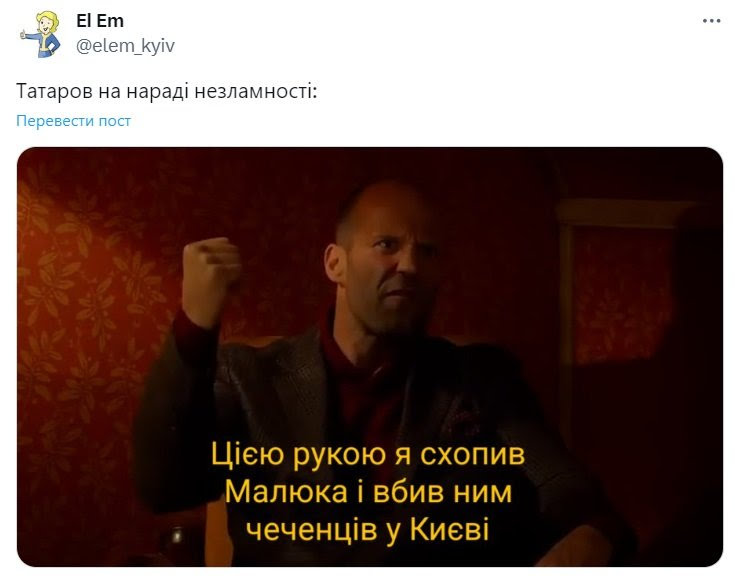 El Em
@elem_kyiv
Татаров на нараді незламності:
Перевести пост
Цією рукою я схопив
Малюка і вбив ним
чеченців у Києві